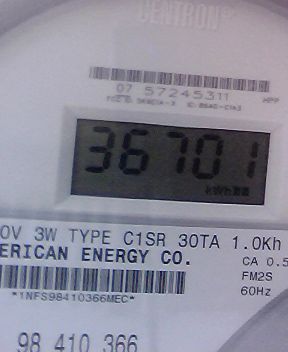 CENTRON
07 57245311
36701
kWh
0V 3W TYPE C1SR 30TA 1.0Kh
ERICAN ENERGY CO.
CA 0.5
FM2S
*1NFS98410366MEC*
60Hz
98 410 366